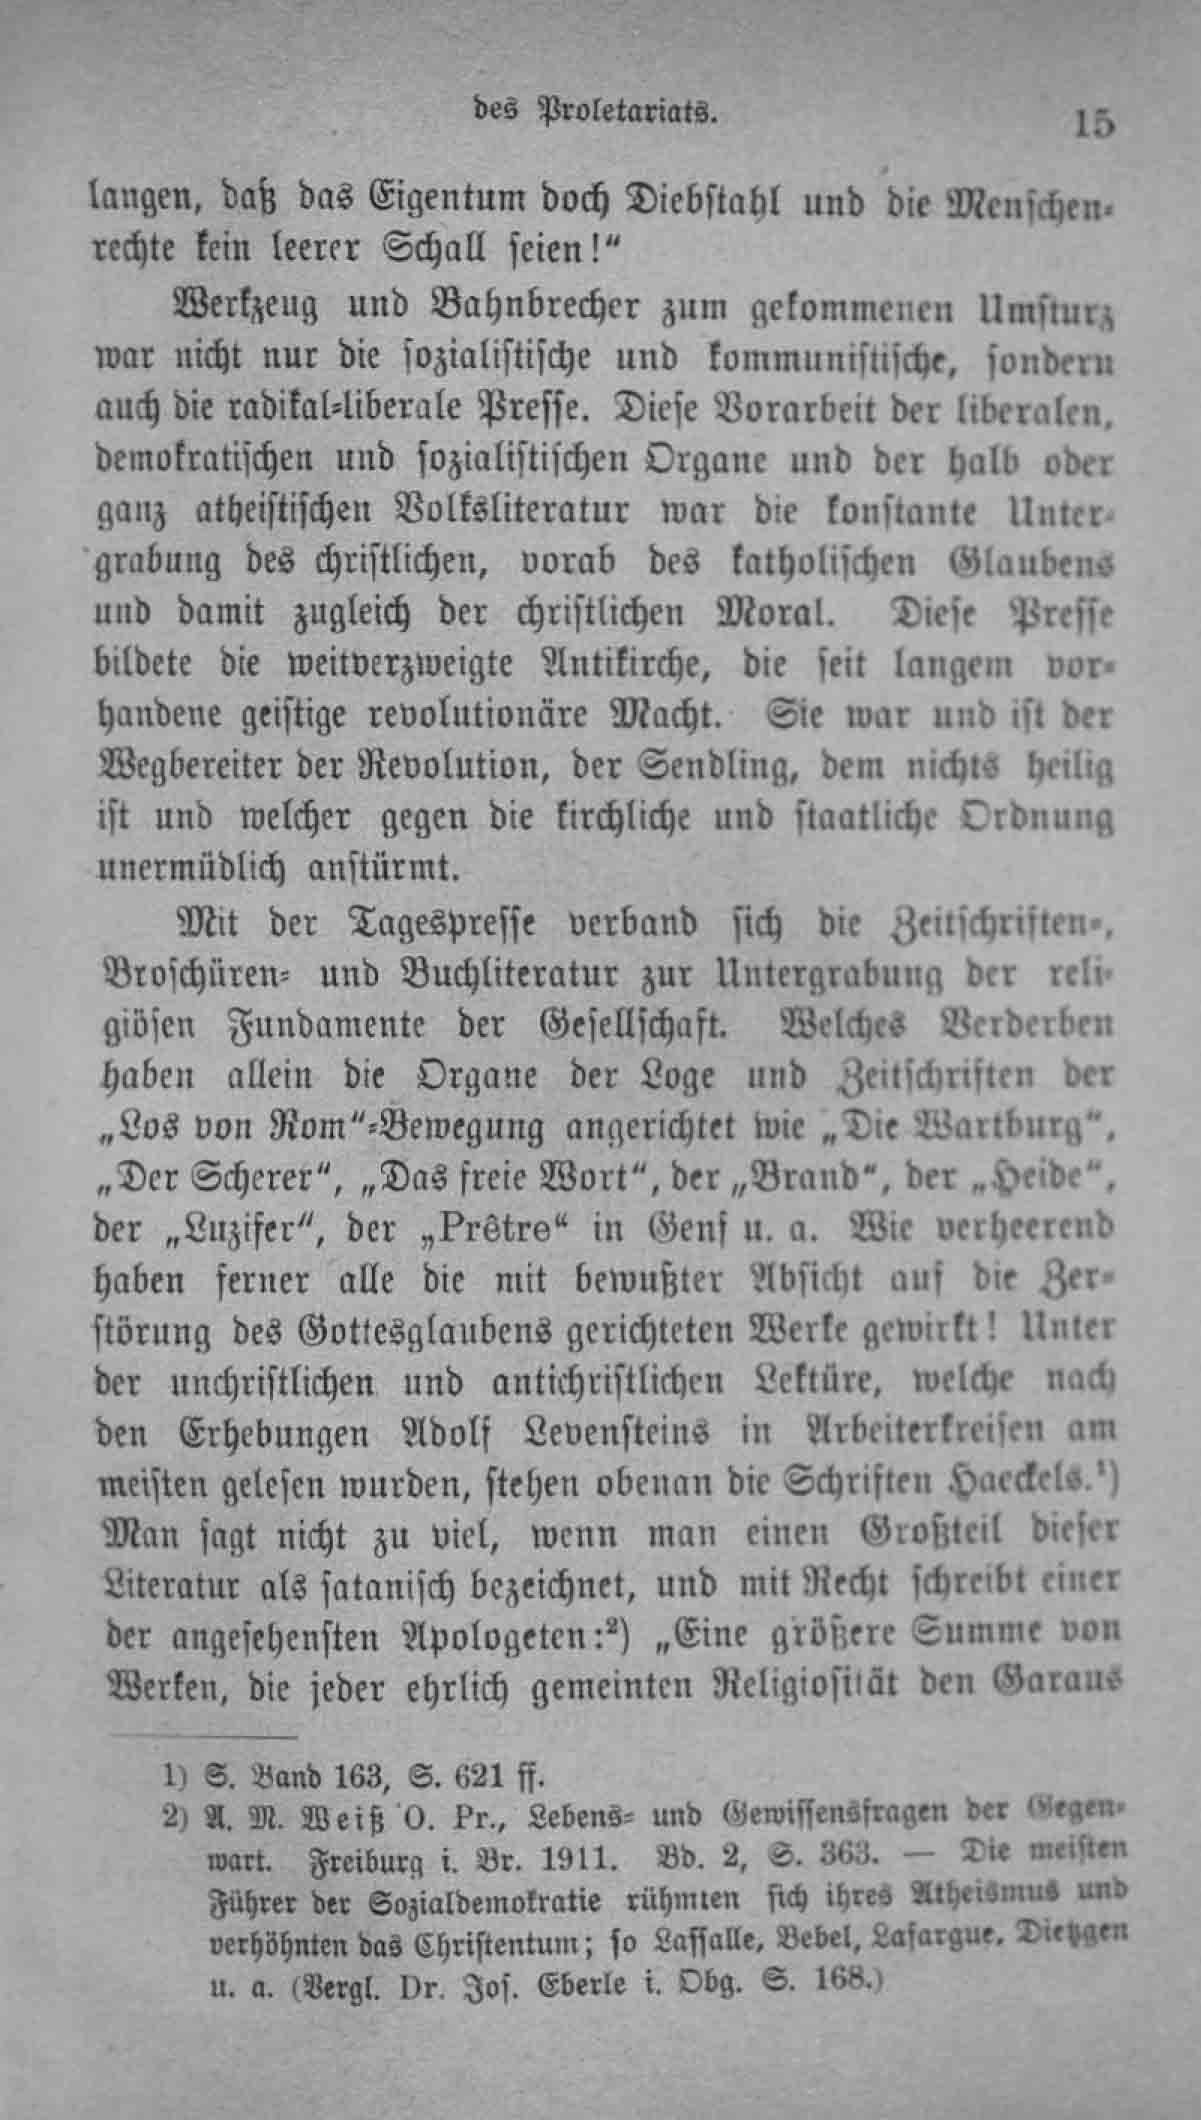 des Proletariats.
15
langen, daß das Eigentum doch Diebstahl und die Menschen-
rechte kein leerer Schall seien!“
Werkzeug und Bahnbrecher zum gekommenen Umsturz
war nicht nur die sozialistische und kommunistische, sondern
auch die radikal-liberale Presse. Diese Vorarbeit der liberalen,
demokratischen und sozialistischen Organe und der halb oder
ganz atheistischen Volksliteratur war die konstante Unter-
grabung des christlichen, vorab des katholischen Glaubens
und damit zugleich der christlichen Moral. Diese Presse
bildete die weitverzweigte Antikirche, die seit langem vor-
handene geistige revolutionäre Macht. Sie war und ist der
Wegbereiter der Revolution, der Sendling, dem nichts heilig
ist und welcher gegen die kirchliche und staatliche Ordnung
unermüdlich anstürmt.
Mit der Tagespresse verband sich die Zeitschriften-,
Broschüren- und Buchliteratur zur Untergrabung der reli-
giösen Fundamente der Gesellschaft. Welches Verderben
haben allein die Organe der Loge und Zeitschriften der
„Los von Rom“-Bewegung angerichtet wie „Die Wartburg“,
„Der Scherer“, „Das freie Wort“, der „Brand“, der „Heide“,
der „Luzifer“, der „Prêtre“ in Genf u. a. Wie verheerend
haben ferner alle die mit bewußter Absicht auf die Zer-
störung des Gottesglaubens gerichteten Werke gewirkt! Unter
der unchristlichen und antichristlichen Lektüre, welche nach
den Erhebungen Adolf Levensteins in Arbeiterkreisen am
meisten gelesen wurden, stehen obenan die Schriften Haeckels.¹)
Man sagt nicht zu viel, wenn man einen Großteil dieser
Literatur als satanisch bezeichnet, und mit Recht schreibt einer
der angesehensten Apologeten:²) „Eine größere Summe von
Werken, die jeder ehrlich gemeinten Religiosität den Garaus
1) S. Band 163, S. 621 ff.
2) A. M. Weiß O. Pr., Lebens- und Gewissensfragen der Gegen-
wart. Freiburg i. Br. 1911. Bd. 2, S. 363. — Die meisten
Führer der Sozialdemokratie rühmten sich ihres Atheismus und
verhöhnten das Christentum; so Lassalle, Bebel, Lafargue, Dietzgen
u. a. (Vergl. Dr. Jos. Eberle i. Obg. S. 168.)